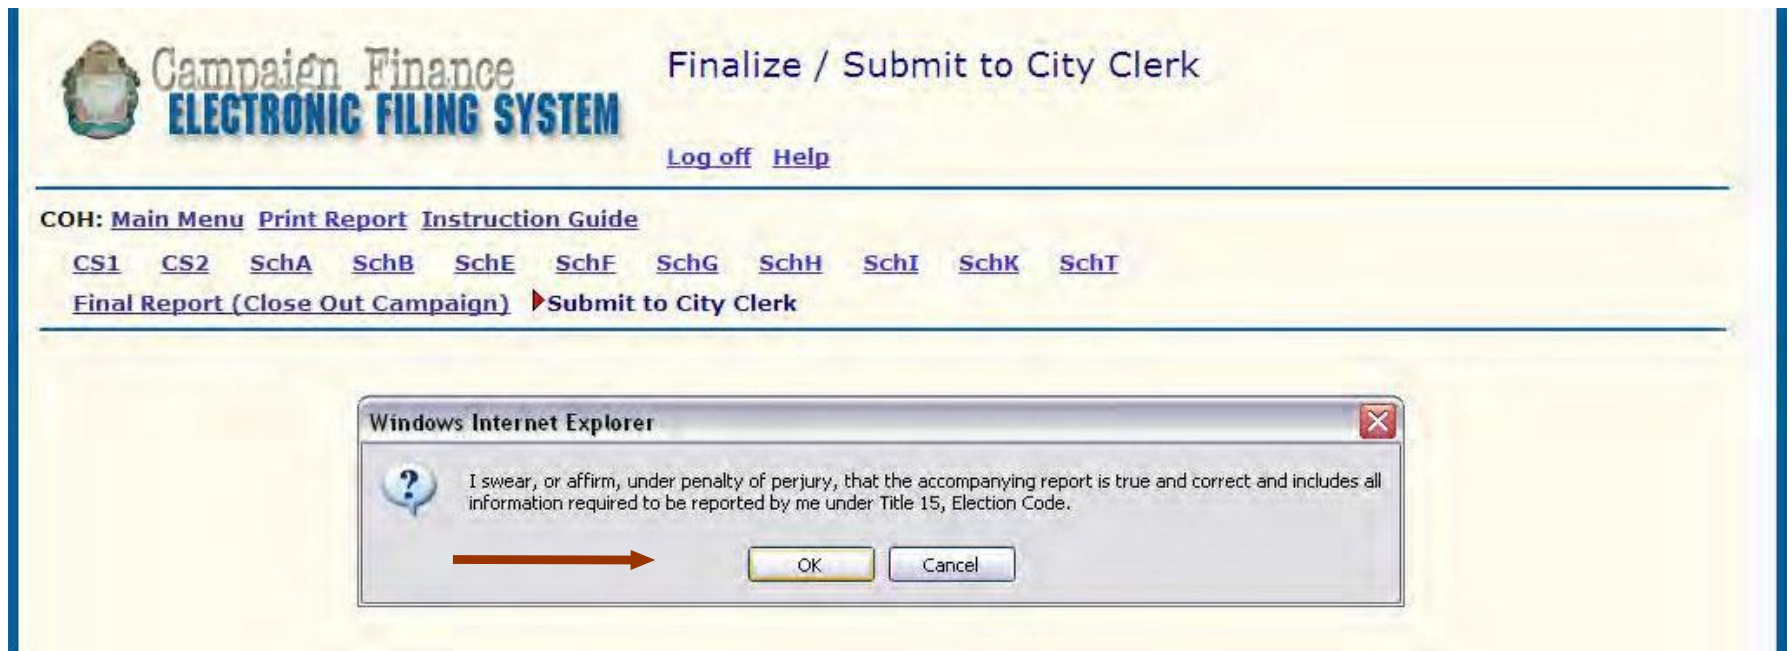 Campaign Finance
ELECTRONIC FILING SYSTEM
Finalize / Submit to City Clerk
Log off Help
COH: Main Menu Print Report Instruction Guide
CS1 CS2 SchA SchB SchE SchF SchG SchH SchI SchK SchT
Final Report (Close Out Campaign) Submit to City Clerk
Windows Internet Explorer
I swear, or affirm, under penalty of perjury, that the accompanying report is true and correct and includes all
information required to be reported by me under Title 15, Election Code.
OK Cancel